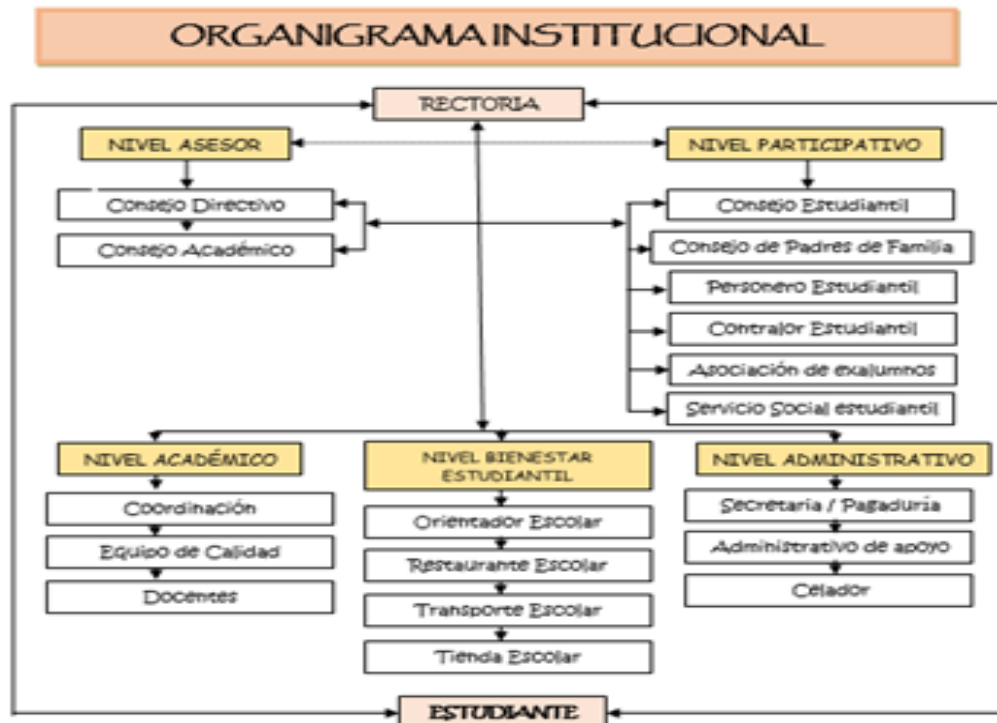 ORGANIGRAMA INSTITUCIONAL
RECTORIA
NIVEL ASESOR
NIVEL PARTICIPATIVO
Consejo Directivo
Consejo Académico
Consejo Estudiantil
Consejo de Padres de Familia
Personero Estudiantil
Contralor Estudiantil
Asociación de exalumnos
Servicio Social estudiantil
NIVEL ACADÉMICO
Coordinación
Equipo de Calidad
Docentes
NIVEL BIENESTAR
ESTUDIANTIL
Orientador Escolar
Restaurante Escolar
Transporte Escolar
Tienda Escolar
NIVEL ADMINISTRATIVO
Secretaria / Pagaduría
Administrativo de apoyo
Celador
ESTUDIANTE